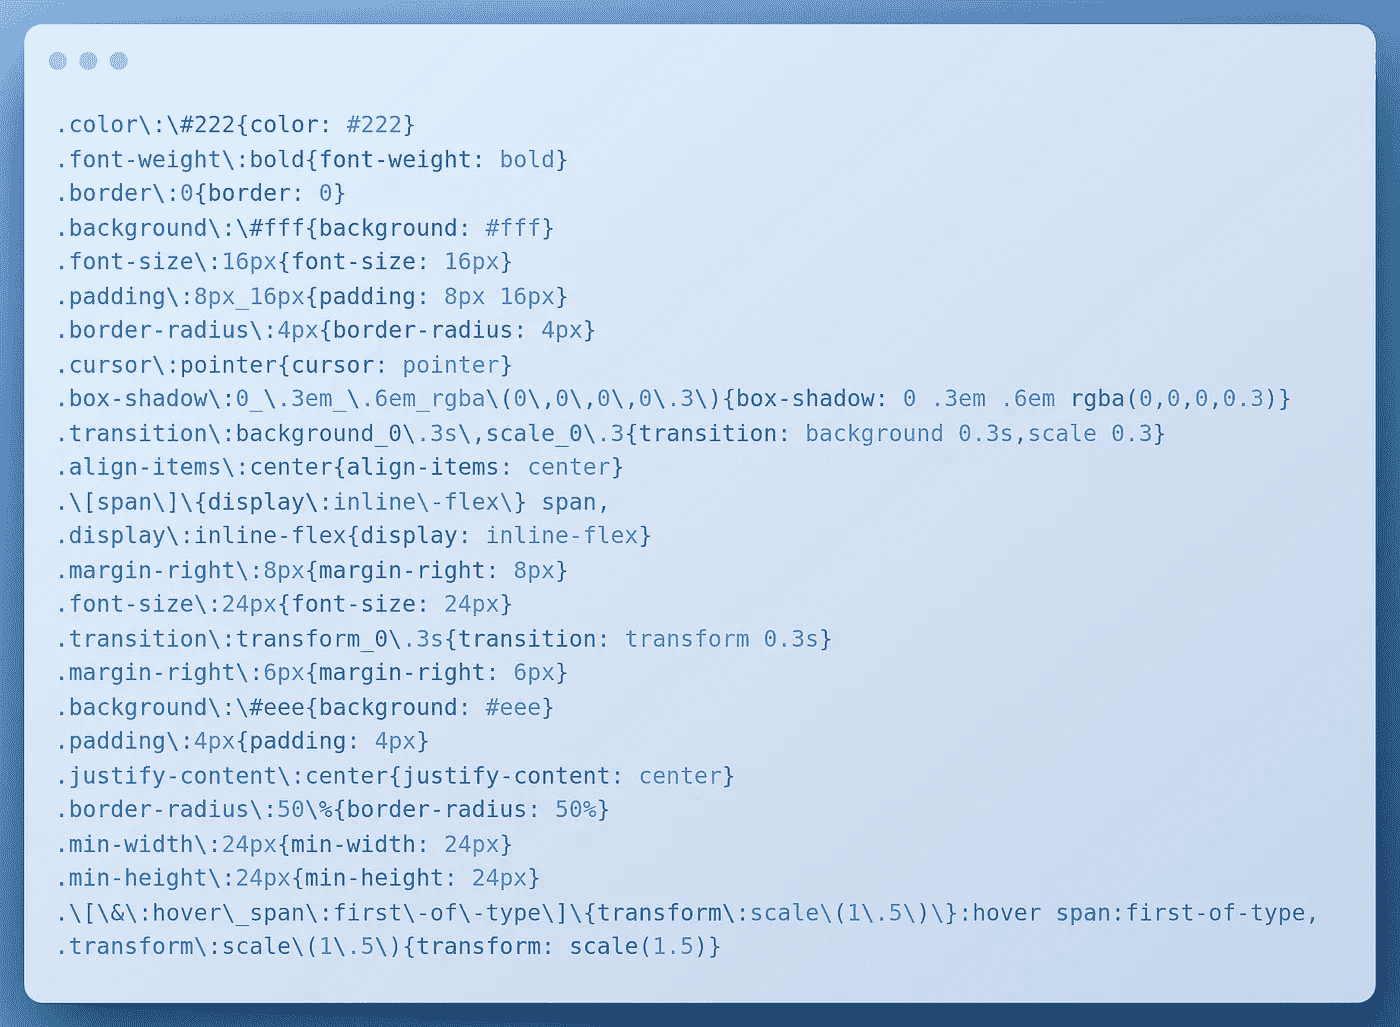 .color\:\#222{color: #222}
.font-weight\:bold{font-weight: bold}
.border\:0{border: 0}
.background\:\#fff{background: #fff}
.font-size\:16px{font-size: 16px}
.padding\:8px_16px{padding: 8px 16px}
.border-radius\:4px{border-radius: 4px}
.cursor\:pointer{cursor: pointer}
.box-shadow\:0_\.3em_\.6em_rgba\(0\,0\,0\,0\.3\){box-shadow: 0 .3em .6em rgba(0,0,0,0.3)}
.transition\:background_0\.3s\,scale_0\.3{transition: background 0.3s,scale 0.3}
.align-items\:center{align-items: center}
.\[span\]\{display\:inline\-flex\} span,
.display\:inline-flex{display: inline-flex}
.margin-right\:8px{margin-right: 8px}
.font-size\:24px{font-size: 24px}
.transition\:transform_0\.3s{transition: transform 0.3s}
.margin-right\:6px{margin-right: 6px}
.background\:\#eee{background: #eee}
.padding\:4px{padding: 4px}
.justify-content\:center{justify-content: center}
.border-radius\:50\%{border-radius: 50%}
.min-width\:24px{min-width: 24px}
.min-height\:24px{min-height: 24px}
.\[\&\:hover\_span\:first\-of\-type\]\{transform\:scale\(1\.5\)\}:hover span:first-of-type,
.transform\:scale\(1\.5\){transform: scale(1.5)}